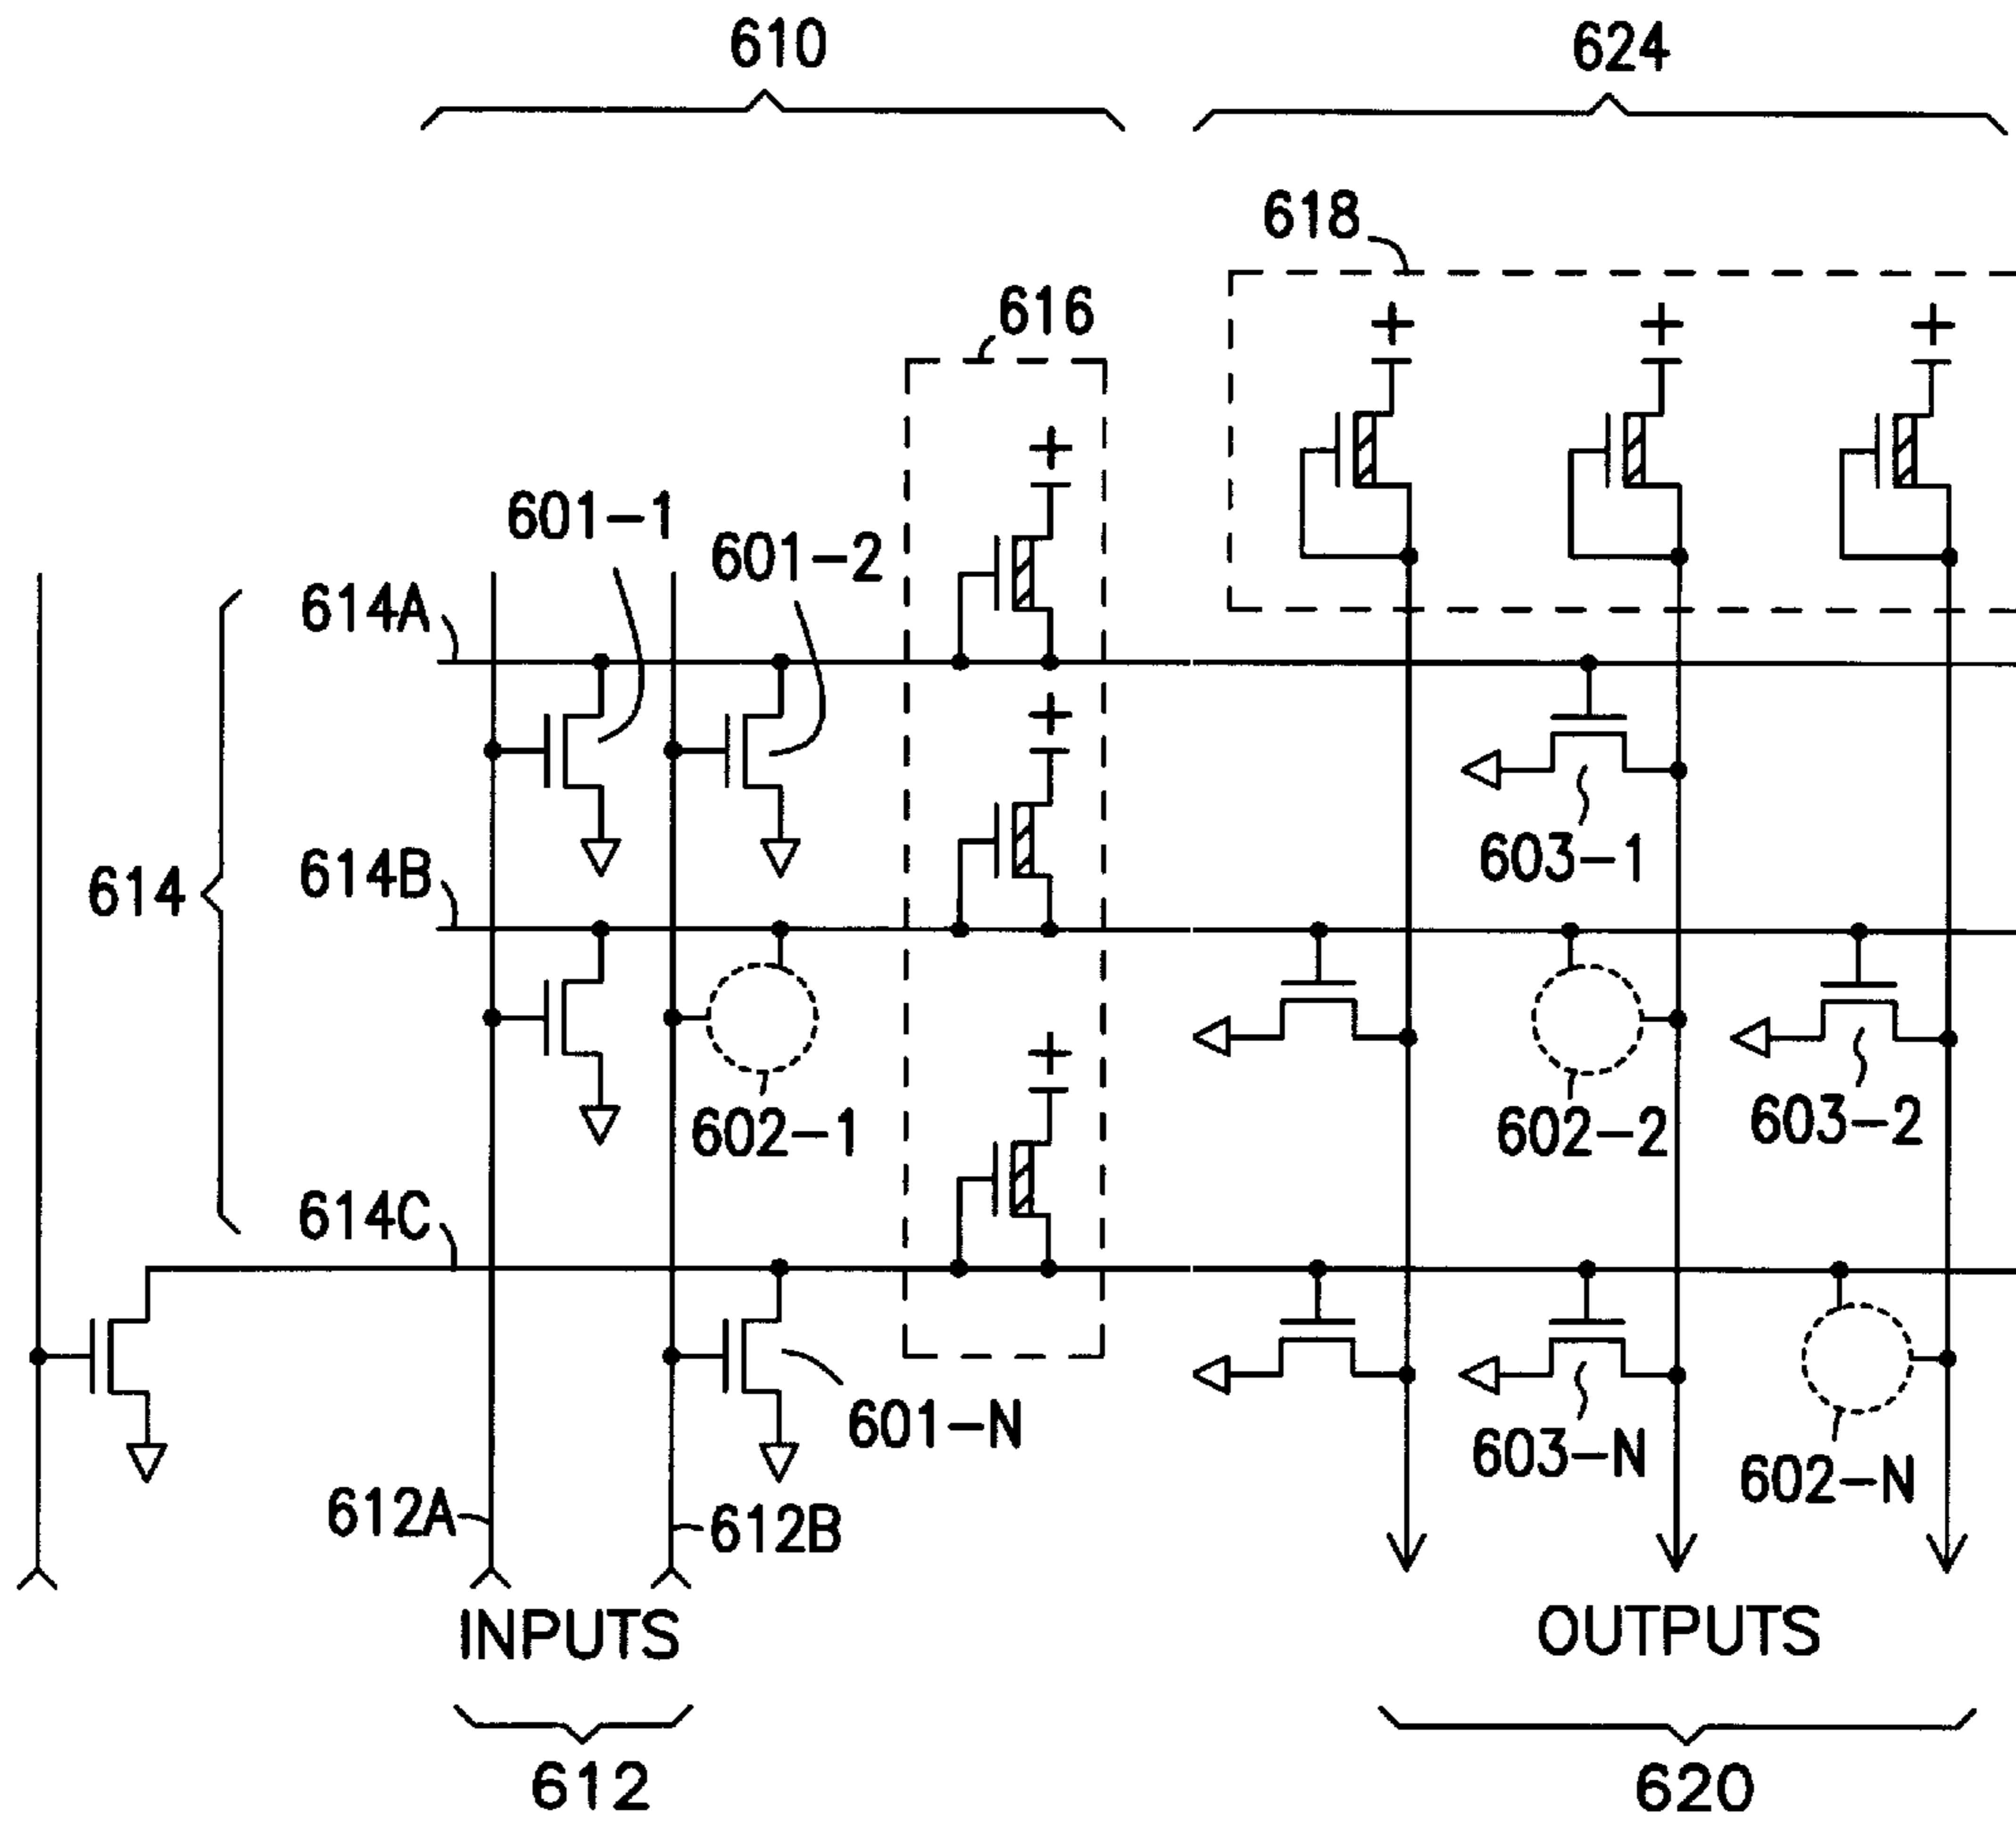 610
624
618
616
+
+
+
+
601-1
601-2
614A
+
614
614B
603-1
+
602-1
602-2
603-2
614C
601-N
603-N
602-N
612A
612B
INPUTS
OUTPUTS
612
620